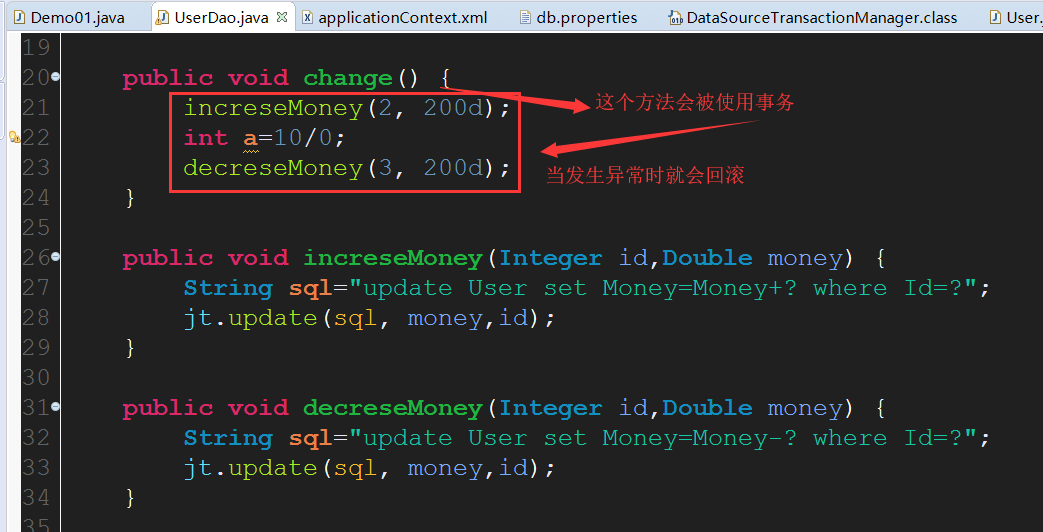 Demo01.java UserDao.java applicationContext.xml db.properties DataSourceTransactionManager.class User.
19
20 public void change() { 这个方法会被使用事务
21 increseMoney(2, 200d);
22 int a=10/0;
23 decreseMoney(3, 200d); 当发生异常时就会回滚
24 }
25
26 public void increseMoney(Integer id,Double money) {
27 String sql="update User set Money=Money+? where Id=?";
28 jt.update(sql, money,id);
29 }
30
31 public void decreseMoney(Integer id,Double money) {
32 String sql="update User set Money=Money-? where Id=?";
33 jt.update(sql, money,id);
34 }
35